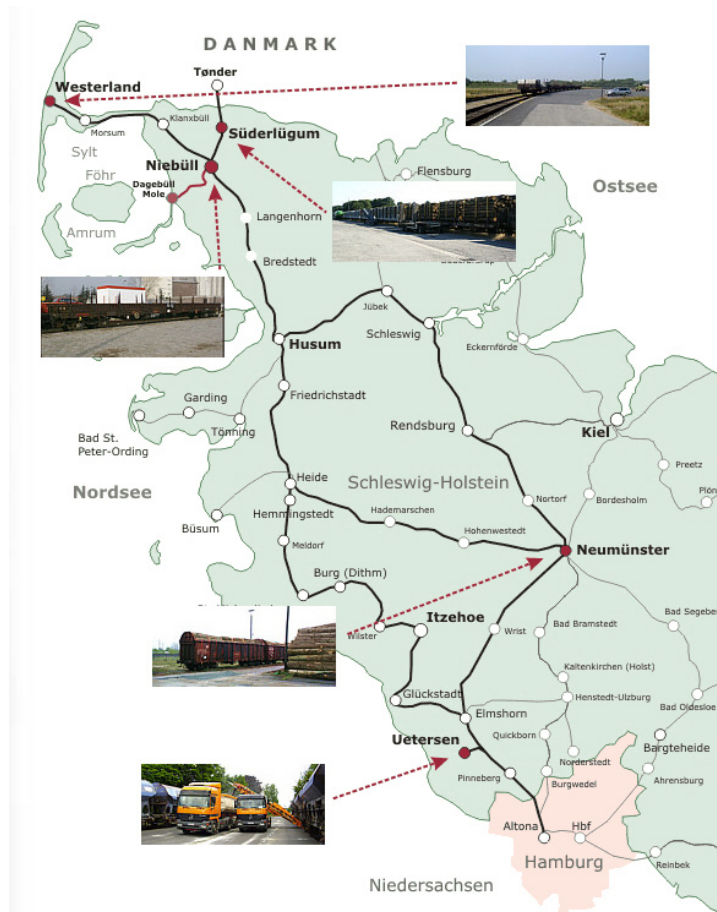 DANMARK
Tønder
Westerland
Klanxbüll
Morsum
Süderlügum
Sylt
Niebüll
Föhr
Flensburg
Dagebüll
Mole
Ostsee
Langenhorn
Amrum
Bredstedt
Jübek
Schleswig
Husum
Eckernförde
Friedrichstadt
Garding
Tönning
Bad St.
Peter-Ording
Rendsburg
Kiel
Preetz
Heide
Schleswig-Holstein
Nordsee
Plön
Hemmingstedt
Nortorf
Bordesholm
Hademarschen
Büsum
Meldorf
Hohenwestedt
Neumünster
Burg (Dithm)
Itzehoe
Wilster
Wrist
Bad Bramstedt
Bad Segeber
Kaltenkirchen (Holst)
Glückstadt
Henstedt-Ulzburg
Bad Oldesloe
Elmshorn
Quickborn
Uetersen
Bargteheide
Norderstedt
Pinneberg
Burgwedel
Ahrensburg
Altona
Hbf
Hamburg
Reinbek
Niedersachsen